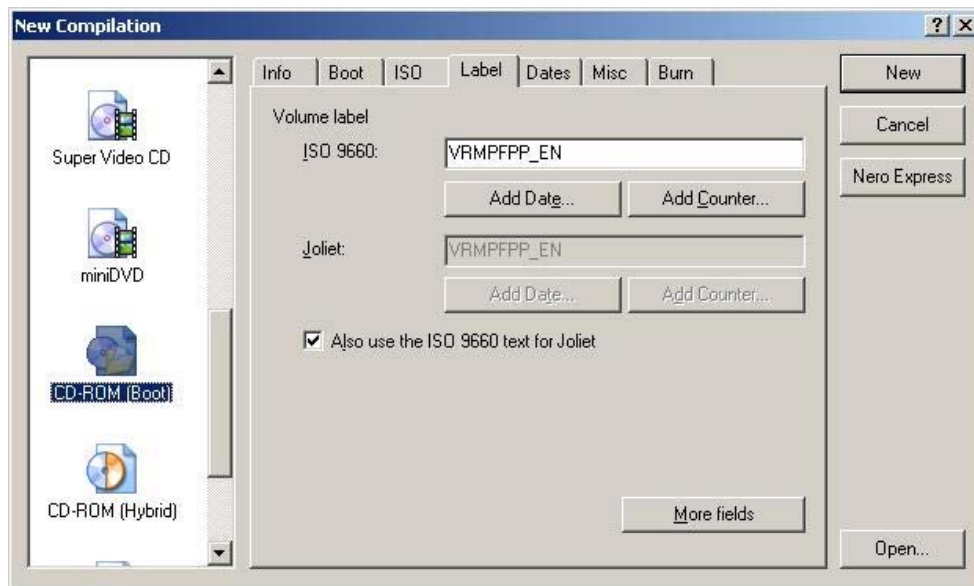 New Compilation
Info Boot ISO Label Dates Misc Burn
Super Video CD
miniDVD
CD-ROM (Boot)
CD-ROM (Hybrid)
Volume label
ISO 9660: VRMPFPP_EN
Add Date... Add Counter...
Joliet: VRMPFPP_EN
Add Date... Add Counter...
Also use the ISO 9660 text for Joliet
More fields
New
Cancel
Nero Express
Open...